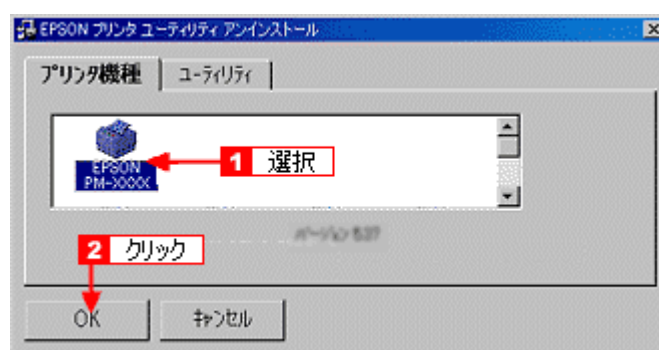 EPSON プリンタ ユーティリティ アンインストール
プリンタ機種 ユーティリティ
EPSON
PM-XXXX
1 選択
2 クリック
OK キャンセル